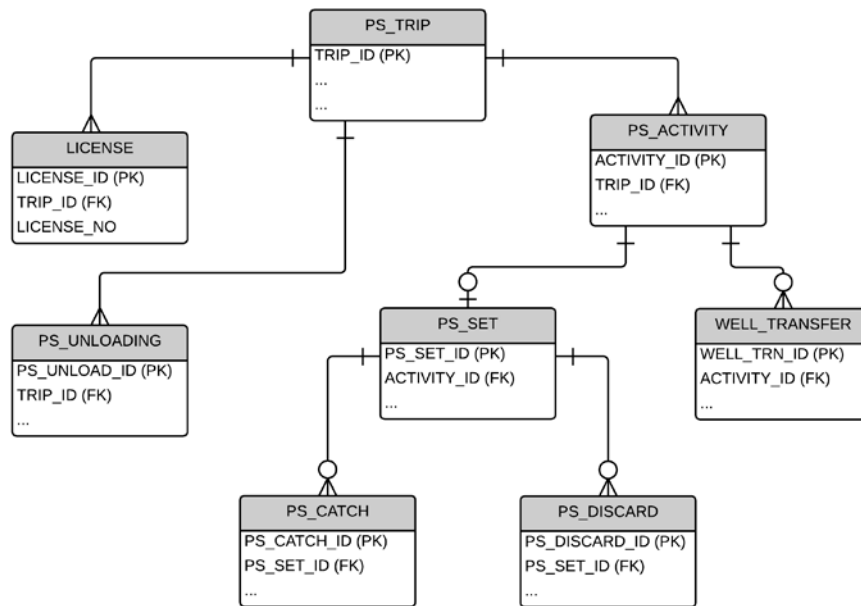 PS_TRIP
TRIP_ID (PK)
...
...
LICENSE
LICENSE_ID (PK)
TRIP_ID (FK)
LICENSE_NO
PS_ACTIVITY
ACTIVITY_ID (PK)
TRIP_ID (FK)
...
PS_UNLOADING
PS_UNLOAD_ID (PK)
TRIP_ID (FK)
...
PS_SET
PS_SET_ID (PK)
ACTIVITY_ID (FK)
...
WELL_TRANSFER
WELL_TRN_ID (PK)
ACTIVITY_ID (FK)
...
PS_CATCH
PS_CATCH_ID (PK)
PS_SET_ID (FK)
...
PS_DISCARD
PS_DISCARD_ID (PK)
PS_SET_ID (FK)
...